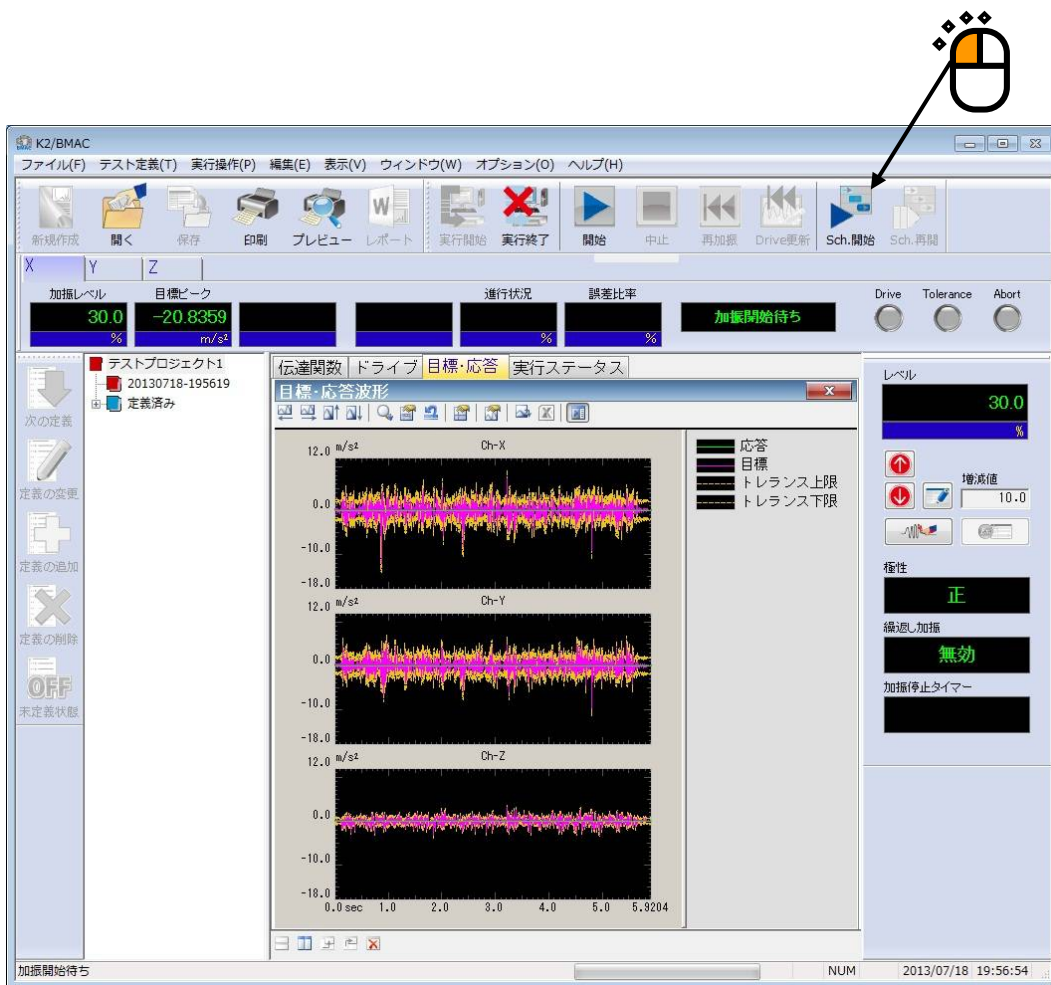 K2/BMAC
ファイル(F) テスト定義(T) 実行操作(P) 編集(E) 表示(V) ウィンドウ(W) オプション(O) ヘルプ(H)
新規作成 開く 保存 印刷 プレビュー レポート 実行開始 実行終了 開始 中止 再加振 Drive更新 Sch.開始 Sch.再開
X Y Z
加振レベル 目標ピーク 進行状況 誤差比率 Drive Tolerance Abort
30.0 -20.8359 加振開始待ち
% m/s² % %
テストプロジェクト1
20130718-195619
定義済み
次の定義
定義の変更
定義の追加
定義の削除
OFF
未定義状態
伝達関数 ドライブ 目標・応答 実行ステータス
目標・応答波形
12.0 m/s² Ch-X
0.0
-10.0
-18.0
12.0 m/s² Ch-Y
0.0
-10.0
-18.0
12.0 m/s² Ch-Z
0.0
-10.0
-18.0
0.0 sec 1.0 2.0 3.0 4.0 5.0 5.9204
応答
目標
トレランス上限
トレランス下限
レベル
30.0
%
増減値
10.0
極性
正
繰返し加振
無効
加振停止タイマー
加振開始待ち NUM 2013/07/18 19:56:54